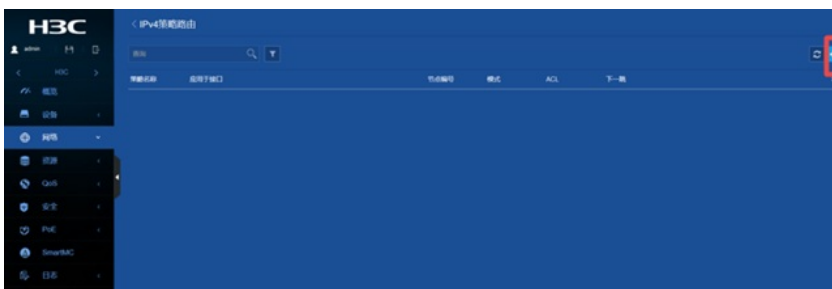 H3C
admin
H3C
概览
设备
网络
资源
QoS
安全
PoE
SmartMC
日志
IPv4策略路由
查询
策略名称 应用于接口 节点编号 模式 ACL 下一跳